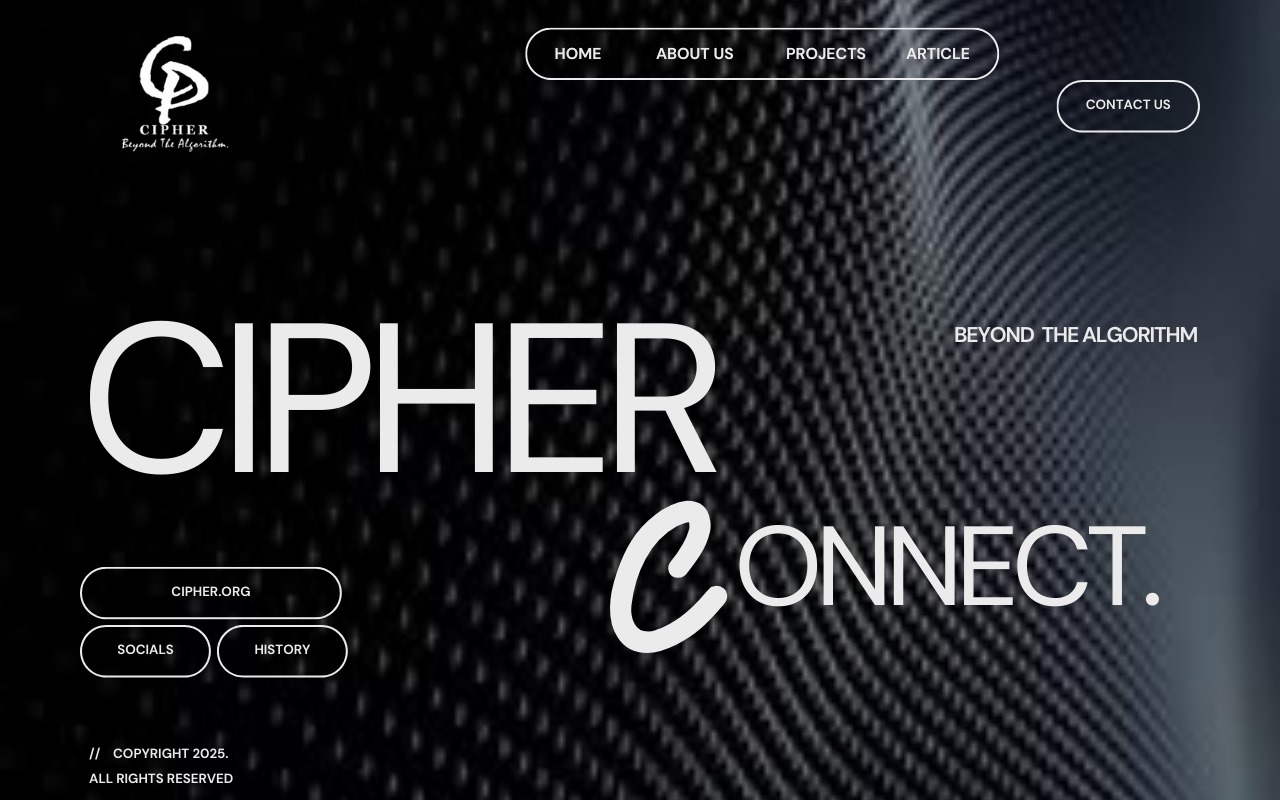 CP
CIPHER
Beyond The Algorithm.
HOME ABOUT US PROJECTS ARTICLE
CONTACT US
CIPHER
BEYOND THE ALGORITHM
CONNECT.
CIPHER.ORG
SOCIALS HISTORY
// COPYRIGHT 2025.
ALL RIGHTS RESERVED